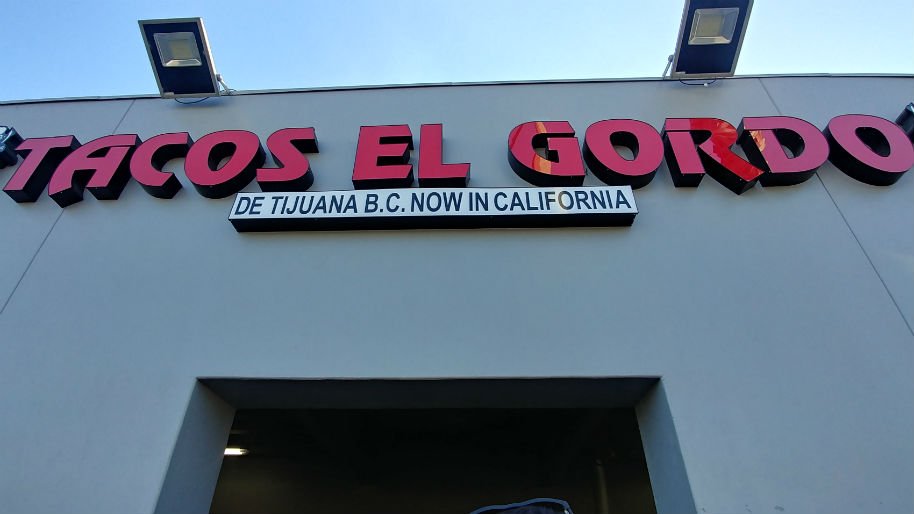 TACOS EL GORDO
DE TIJUANA B.C. NOW IN CALIFORNIA